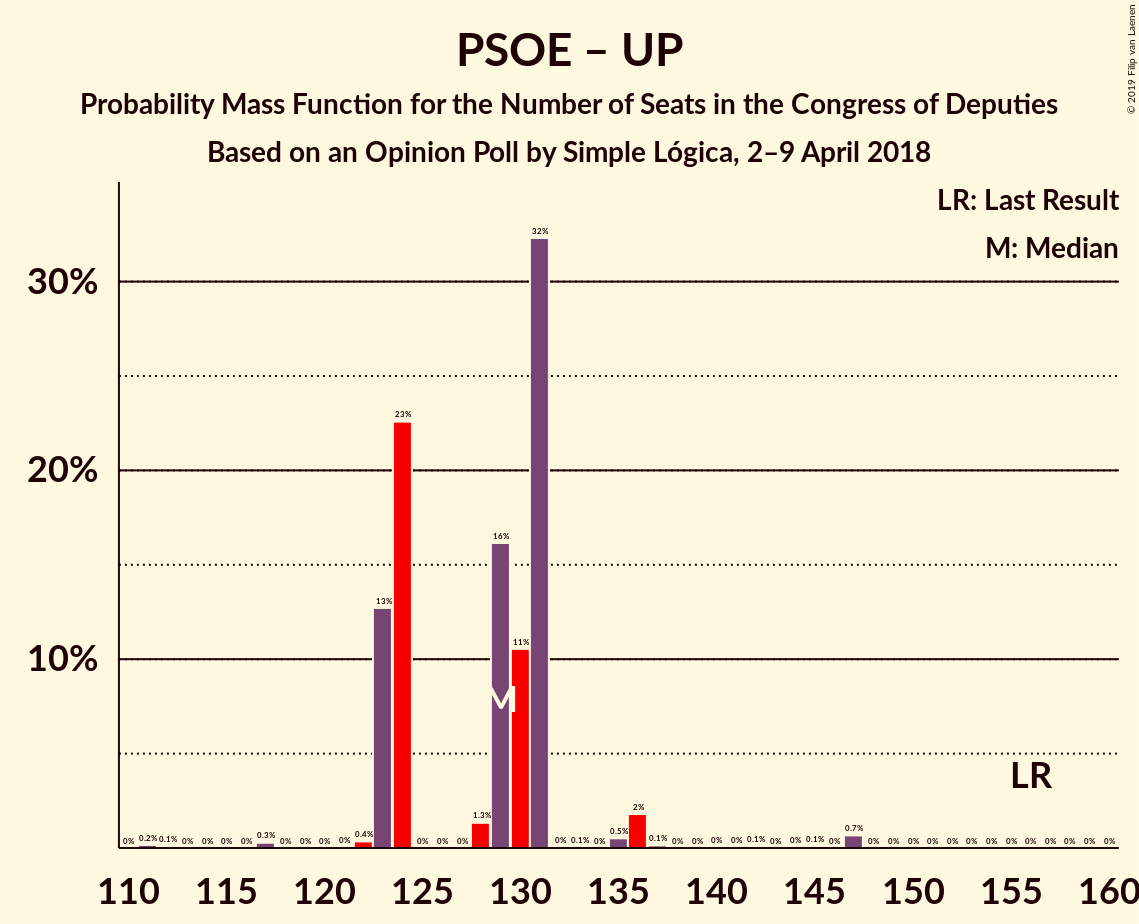 PSOE – UP
Probability Mass Function for the Number of Seats in the Congress of Deputies
Based on an Opinion Poll by Simple Lógica, 2–9 April 2018
© 2019 Filip van Laenen
LR: Last Result
M: Median
30%
20%
10%
0% 0.2% 0.1% 0% 0% 0% 0% 0.3% 0% 0% 0% 0% 0.4% 13% 23% 0% 0% 0% 1.3% 16% 11% 32% 0% 0.1% 0% 0.5% 2% 0.1% 0% 0% 0% 0% 0.1% 0% 0% 0.1% 0% 0.7% 0% 0% 0% 0% 0% 0% 0% 0% 0% 0% 0% 0% 0%
M
LR
110 115 120 125 130 135 140 145 150 155 160